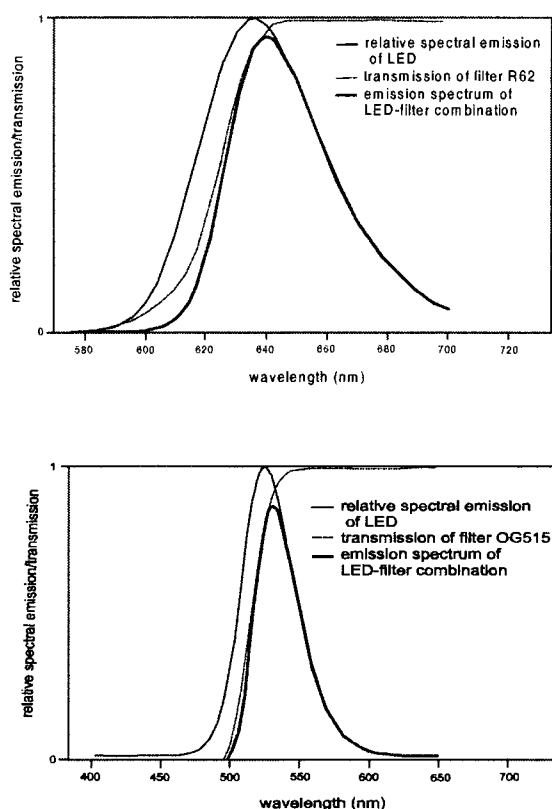 1
relative spectral emission
of LED
transmission of filter R62
emission spectrum of
LED-filter combination
relative spectral emission/transmission
0
580 600 620 640 660 680 700 720
wavelength (nm)
1
relative spectral emission
of LED
transmission of filter OG515
emission spectrum of
LED-filter combination
relative spectral emission/transmission
0
400 450 500 550 600 650 700
wavelength (nm)